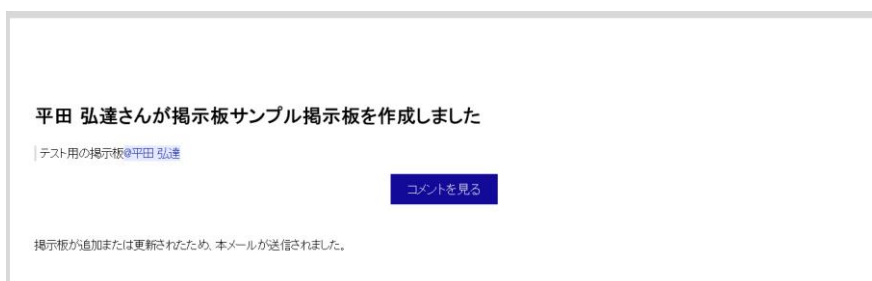 平田 弘達さんが掲示板サンプル掲示板を作成しました
テスト用の掲示板@平田 弘達
コメントを見る
掲示板が追加または更新されたため、本メールが送信されました。